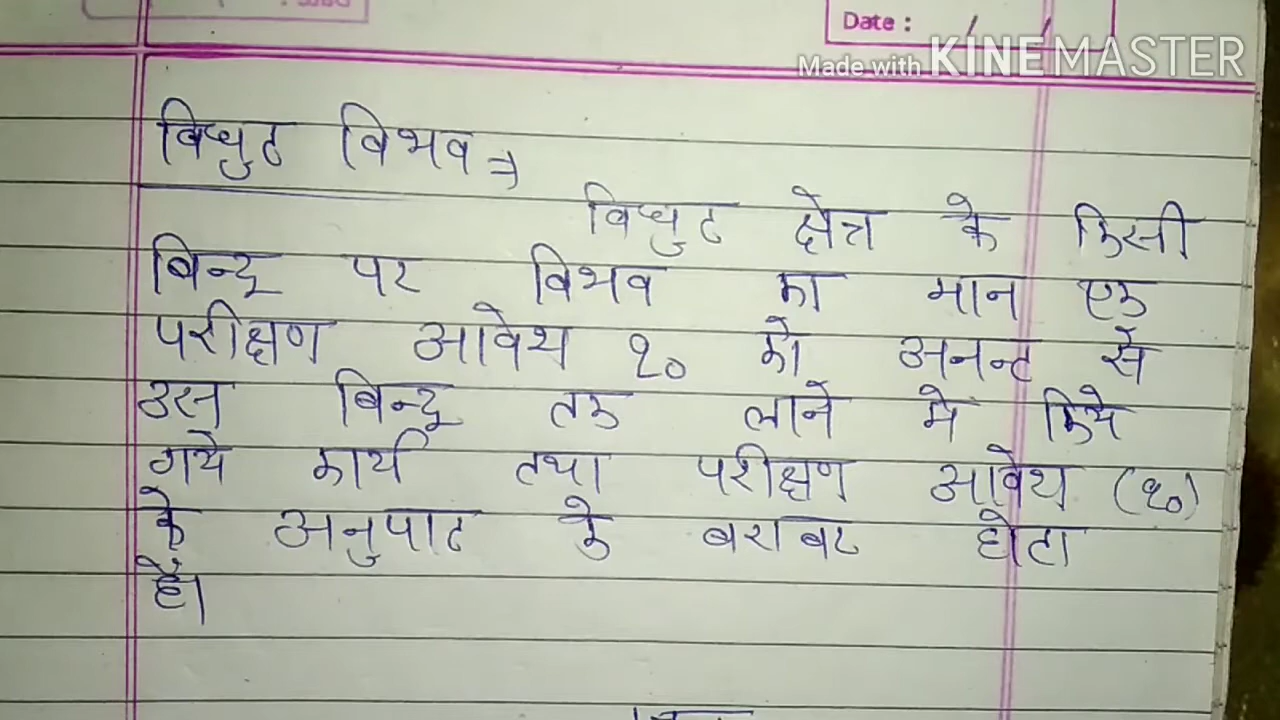 Date : / /
Made with KINEMASTER
विधुत विभव ⇒
विधुत क्षेत्र के किसी
बिन्दू पर विभव का मान एक
परीक्षण आवेश q₀ को अनन्त से
उस बिन्दू तक लाने मे किये
गये कार्य तथा परीक्षण आवेश (q₀)
के अनुपात के बराबर होता
है।